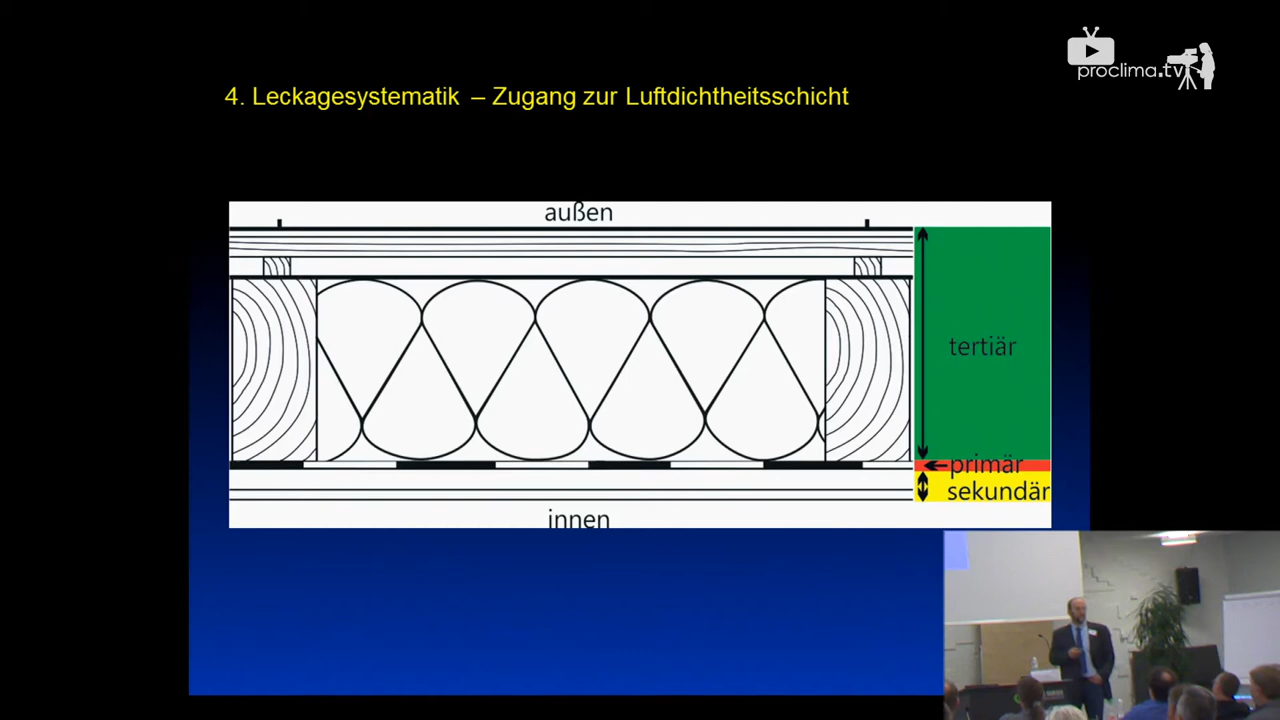 proclima.tv
4. Leckagesystematik – Zugang zur Luftdichtheitsschicht
außen
tertiär
primär
sekundär
innen